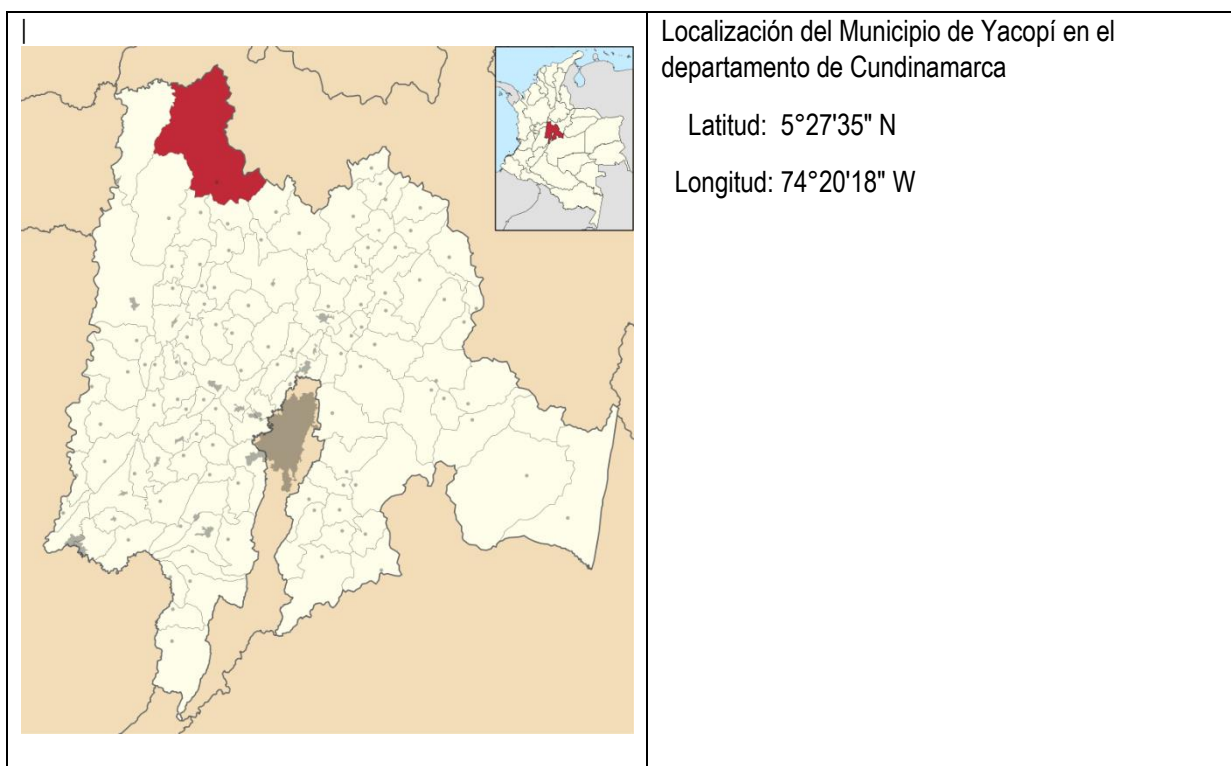 Localización del Municipio de Yacopí en el
departamento de Cundinamarca
Latitud: 5°27'35" N
Longitud: 74°20'18" W